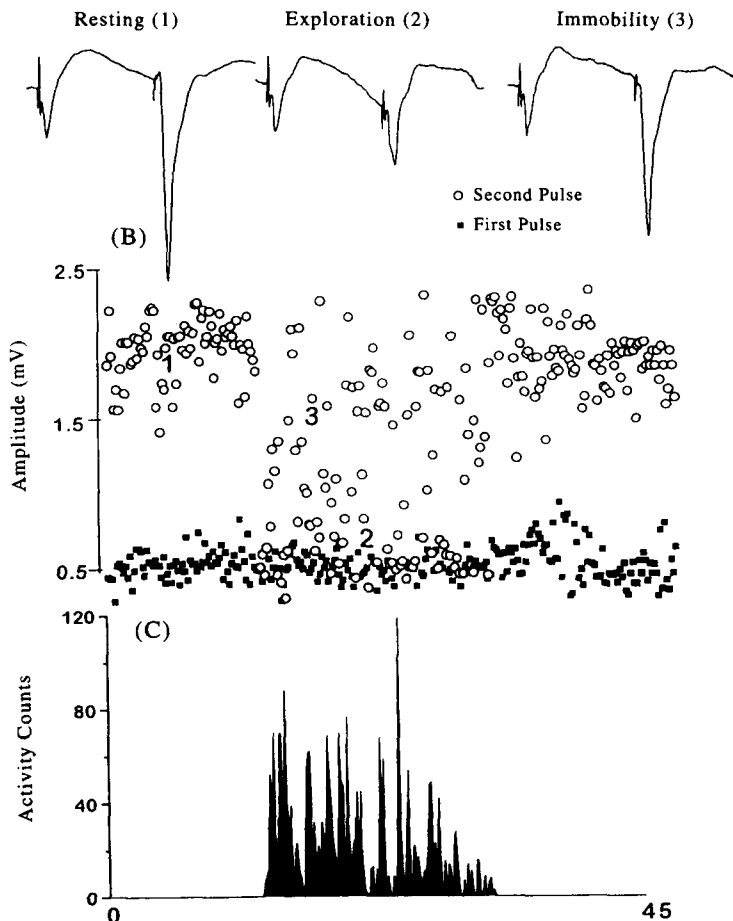 Resting (1) Exploration (2) Immobility (3)
Second Pulse
First Pulse
(B)
2.5
1
Amplitude (mV)
1.5
3
2
0.5
120
(C)
80
Activity Counts
40
0
0 45